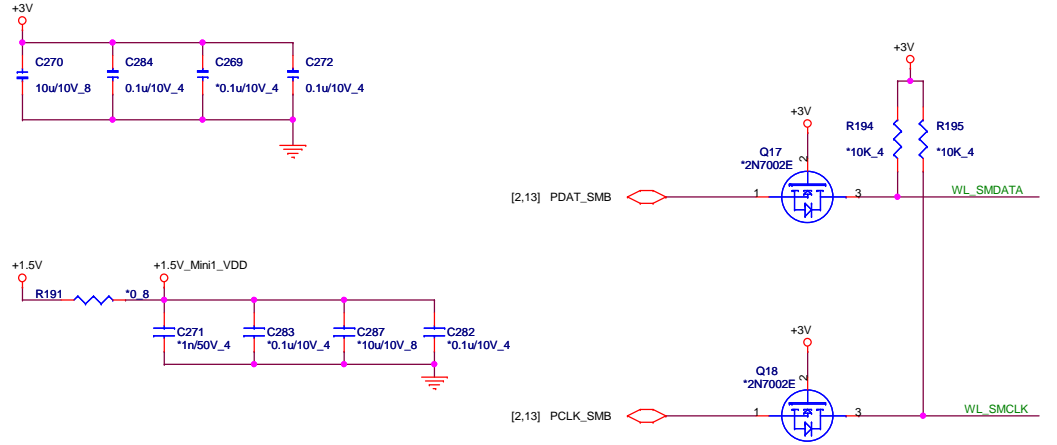 +3V
C270
10u/10V_8
C284
0.1u/10V_4
C269
*0.1u/10V_4
C272
0.1u/10V_4
+1.5V
R191
*0_8
+1.5V_Mini1_VDD
C271
*1n/50V_4
C283
*0.1u/10V_4
C287
*10u/10V_8
C282
*0.1u/10V_4
+3V
R194
*10K_4
R195
*10K_4
+3V
Q17
*2N7002E
2
[2,13] PDAT_SMB
1
3
WL_SMDATA
+3V
Q18
*2N7002E
2
[2,13] PCLK_SMB
1
3
WL_SMCLK